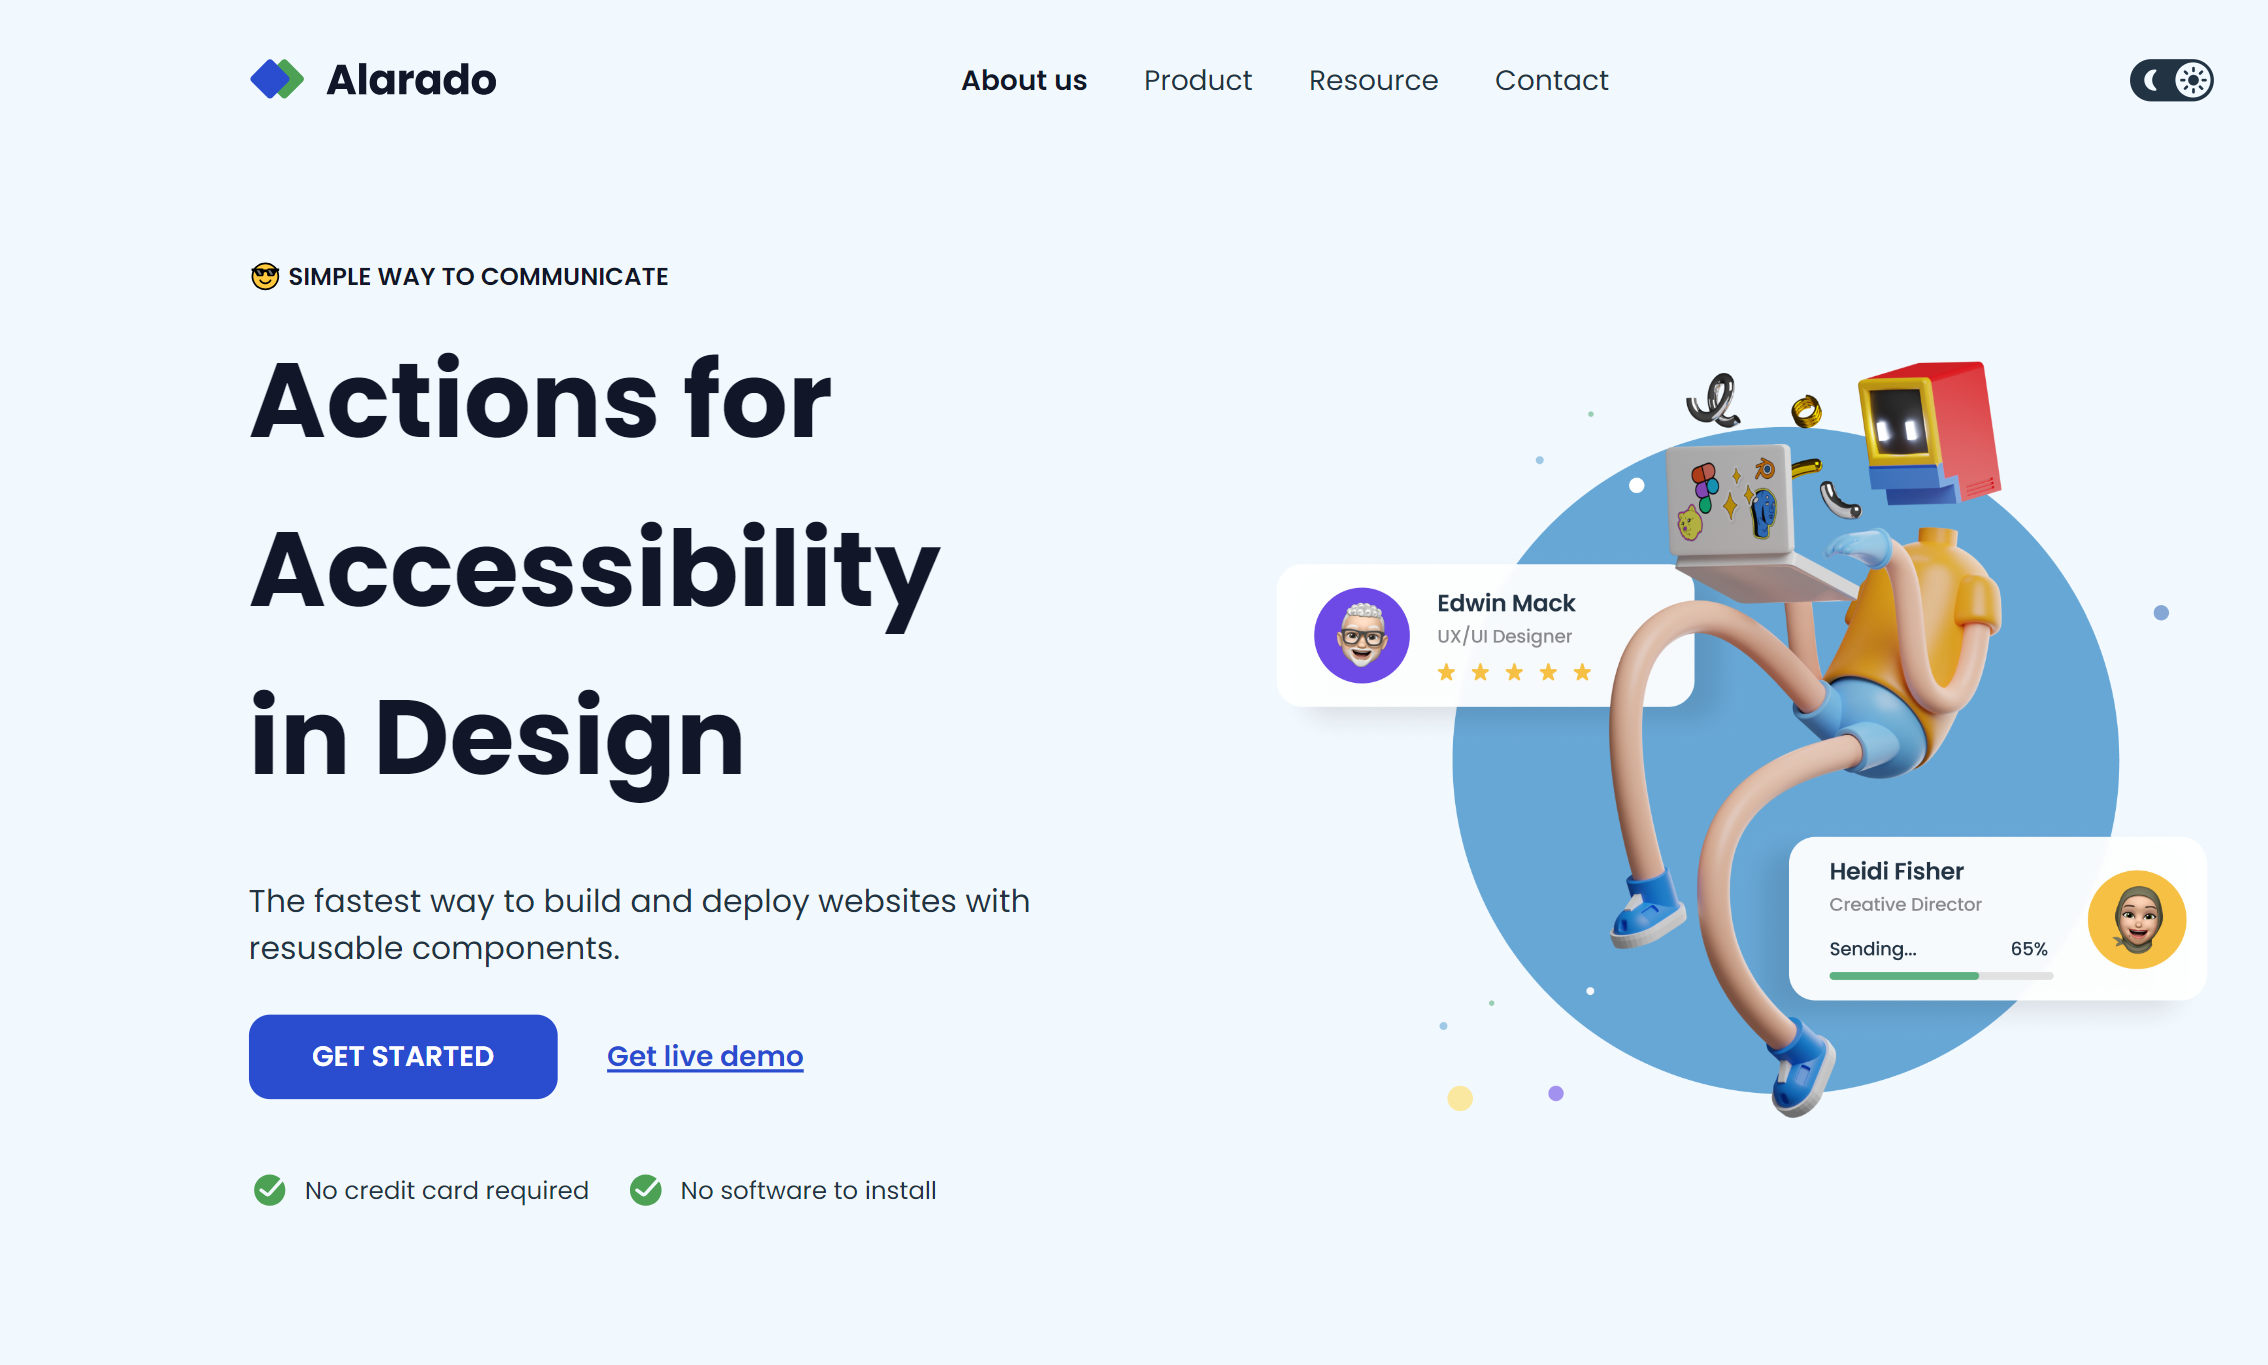 Alarado
About us Product Resource Contact
😎 SIMPLE WAY TO COMMUNICATE
Actions for
Accessibility
in Design
The fastest way to build and deploy websites with
resusable components.
GET STARTED Get live demo
No credit card required No software to install
Edwin Mack
UX/UI Designer
Heidi Fisher
Creative Director
Sending... 65%